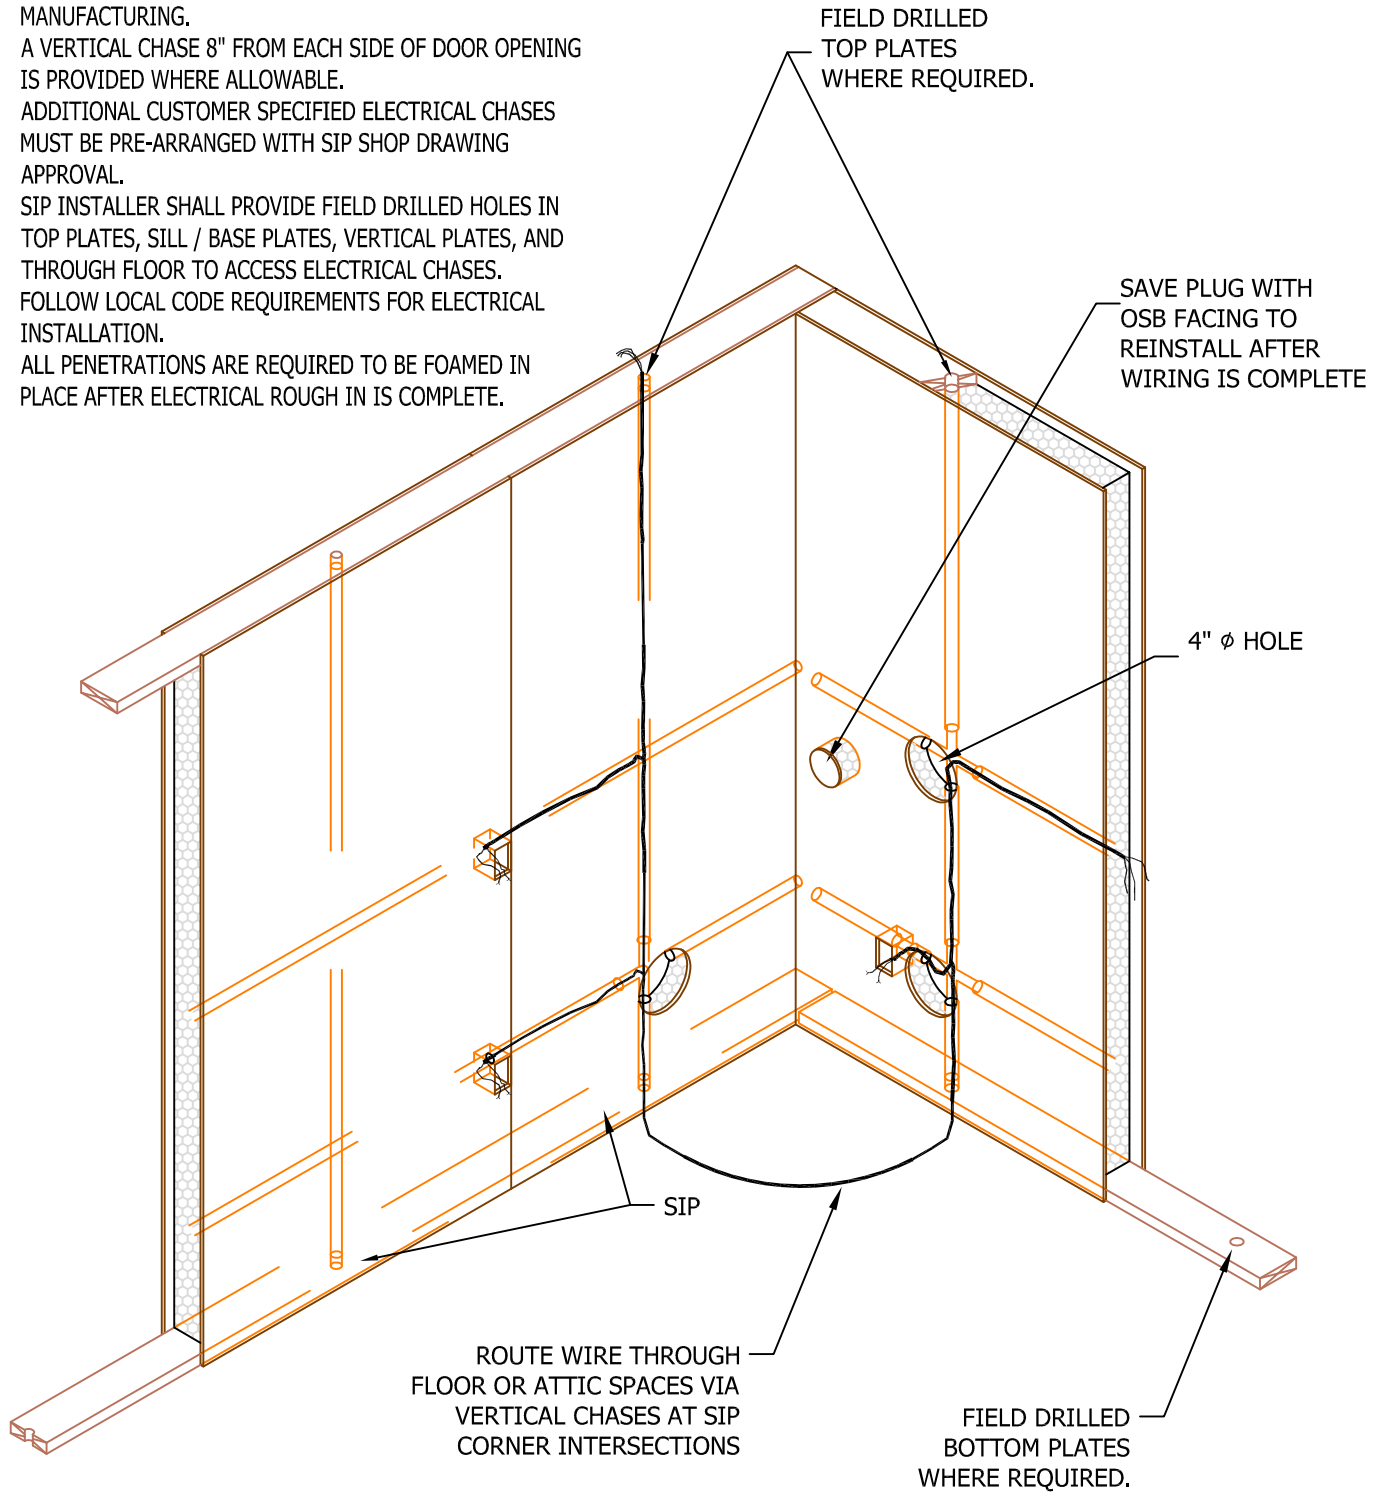 MANUFACTURING.
A VERTICAL CHASE 8" FROM EACH SIDE OF DOOR OPENING
IS PROVIDED WHERE ALLOWABLE.
ADDITIONAL CUSTOMER SPECIFIED ELECTRICAL CHASES
MUST BE PRE-ARRANGED WITH SIP SHOP DRAWING
APPROVAL.
SIP INSTALLER SHALL PROVIDE FIELD DRILLED HOLES IN
TOP PLATES, SILL / BASE PLATES, VERTICAL PLATES, AND
THROUGH FLOOR TO ACCESS ELECTRICAL CHASES.
FOLLOW LOCAL CODE REQUIREMENTS FOR ELECTRICAL
INSTALLATION.
ALL PENETRATIONS ARE REQUIRED TO BE FOAMED IN
PLACE AFTER ELECTRICAL ROUGH IN IS COMPLETE.
FIELD DRILLED
TOP PLATES
WHERE REQUIRED.
SAVE PLUG WITH
OSB FACING TO
REINSTALL AFTER
WIRING IS COMPLETE
4" ϕ HOLE
SIP
ROUTE WIRE THROUGH
FLOOR OR ATTIC SPACES VIA
VERTICAL CHASES AT SIP
CORNER INTERSECTIONS
FIELD DRILLED
BOTTOM PLATES
WHERE REQUIRED.